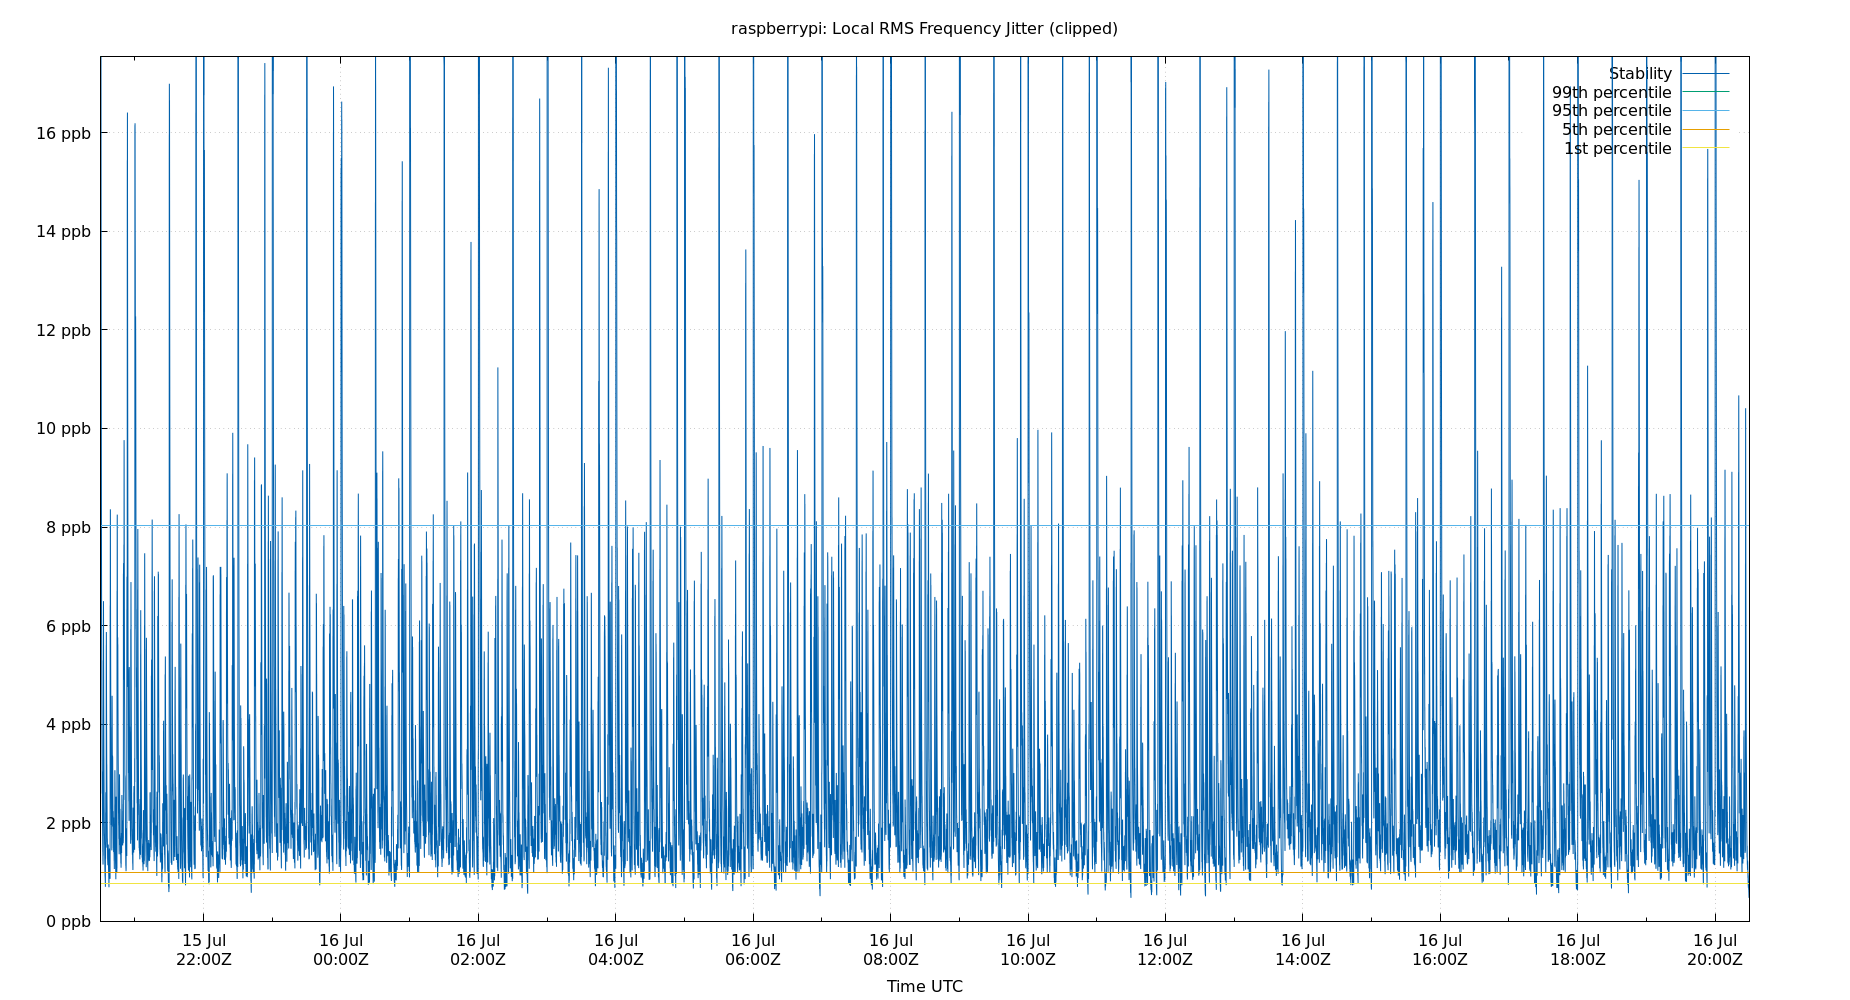 raspberrypi: Local RMS Frequency Jitter (clipped)
Stability
99th percentile
95th percentile
5th percentile
1st percentile
16 ppb
14 ppb
12 ppb
10 ppb
8 ppb
6 ppb
4 ppb
2 ppb
0 ppb
15 Jul 16 Jul 16 Jul 16 Jul 16 Jul 16 Jul 16 Jul 16 Jul 16 Jul 16 Jul 16 Jul 16 Jul
22:00Z 00:00Z 02:00Z 04:00Z 06:00Z 08:00Z 10:00Z 12:00Z 14:00Z 16:00Z 18:00Z 20:00Z
Time UTC